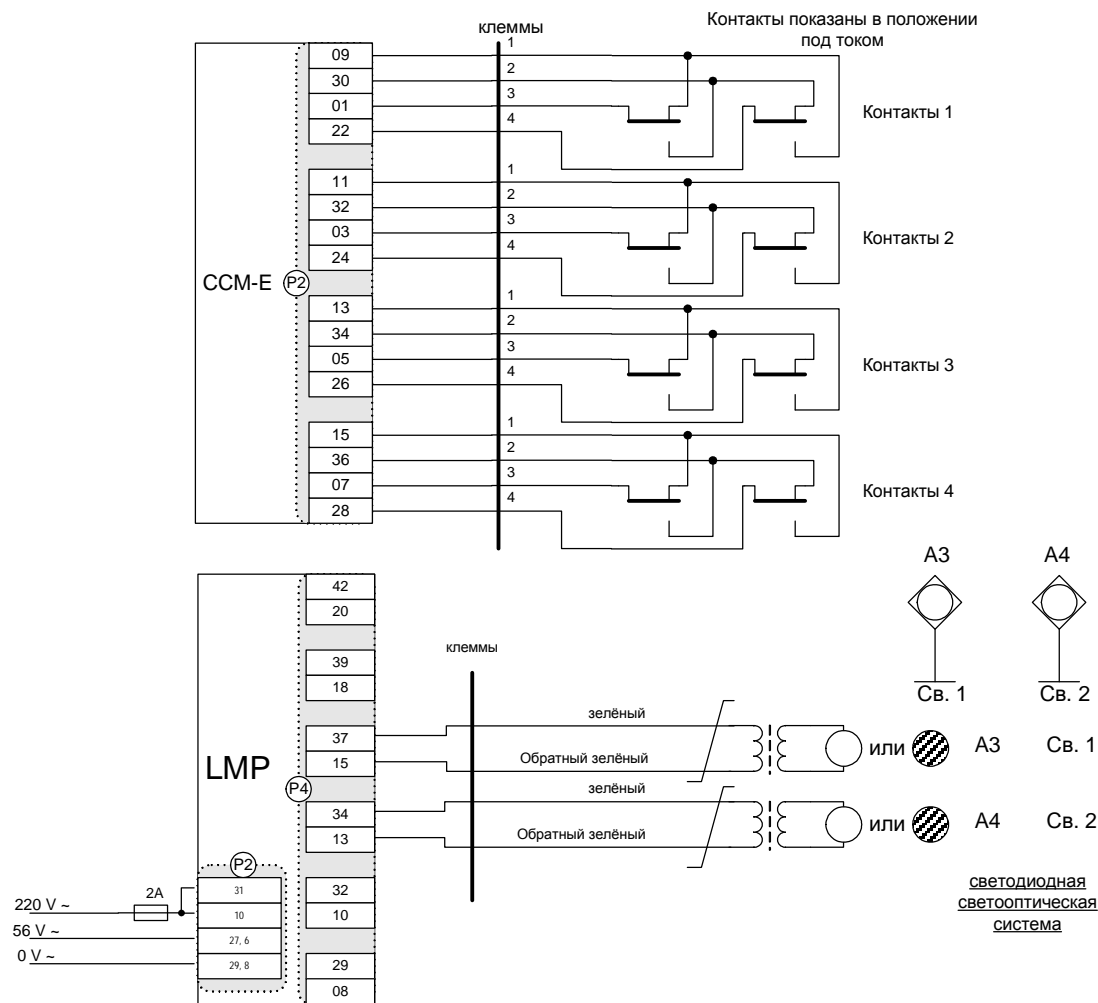 клеммы
Контакты показаны в положении
под током
09
30
01
22
1
2
3
4
Контакты 1
11
32
03
24
1
2
3
4
Контакты 2
CCM-E
P2
13
34
05
26
1
2
3
4
Контакты 3
15
36
07
28
1
2
3
4
Контакты 4
A3
A4
Св. 1
Св. 2
LMP
P4
42
20
39
18
37
15
34
13
32
10
29
08
клеммы
зелёный
Обратный зелёный
или
A3
Св. 1
зелёный
Обратный зелёный
или
A4
Св. 2
светодиодная
светооптическая
система
P2
31
10
27, 6
29, 8
2A
220 V ~
56 V ~
0 V ~